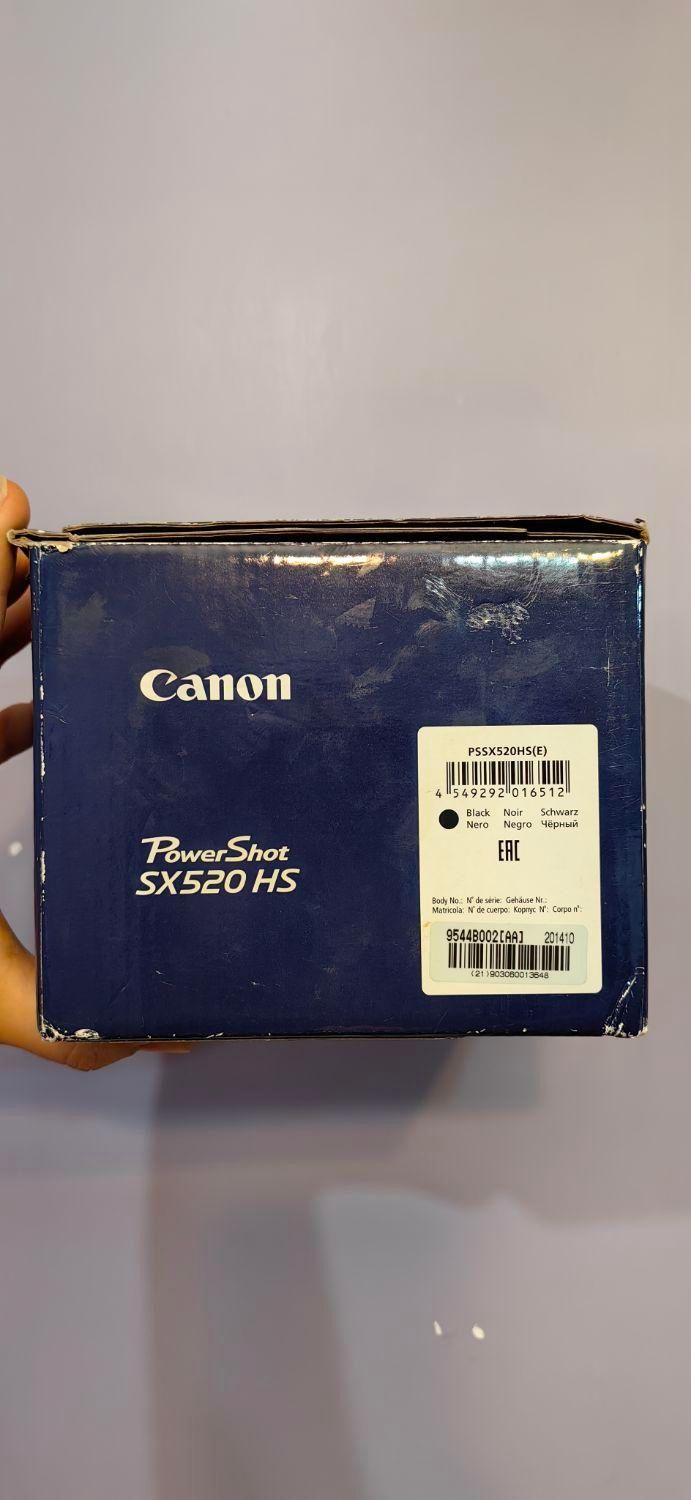 Canon
PowerShot
SX520 HS
PSSX520HS(E)
4 549292 016512
Black Noir Schwarz
Nero Negro Чёрный
EAC
Body No.: N° de série: Gehäuse Nr.:
Matricola: N° de cuerpo: Корпус N°: Corpo n°:
9544B002[AA] 201410
(21)903060013648